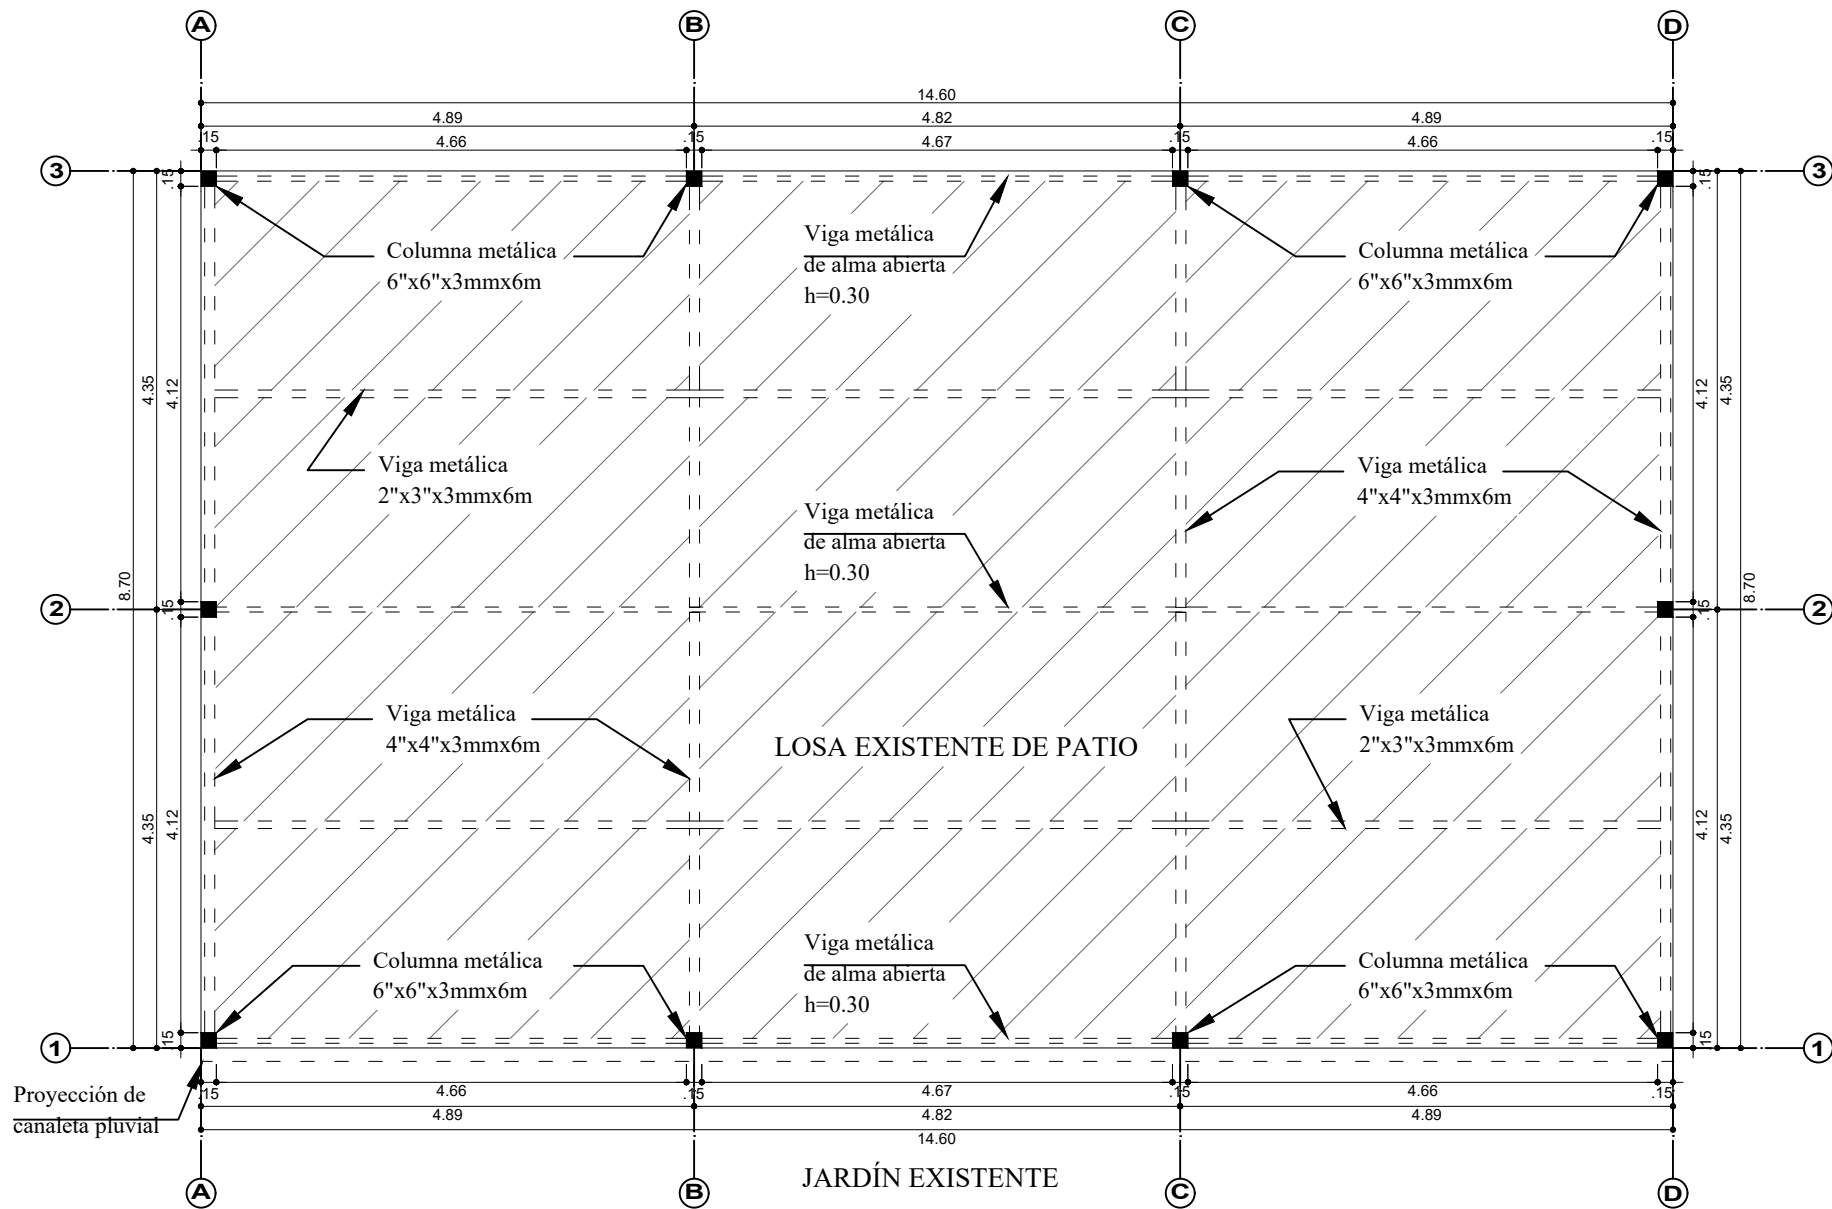 A B C D
14.60
4.89 4.82 4.89
.15 4.66 .15 4.67 .15 4.66 .15
3 .15 .15 3
Columna metálica
6"x6"x3mmx6m
Viga metálica
de alma abierta
h=0.30
Columna metálica
6"x6"x3mmx6m
4.35 4.12 4.12 4.35
Viga metálica
2"x3"x3mmx6m
Viga metálica
de alma abierta
h=0.30
Viga metálica
4"x4"x3mmx6m
8.70 8.70
2 .15 .15 2
Viga metálica
4"x4"x3mmx6m
LOSA EXISTENTE DE PATIO
Viga metálica
2"x3"x3mmx6m
4.35 4.12 4.12 4.35
Columna metálica
6"x6"x3mmx6m
Viga metálica
de alma abierta
h=0.30
Columna metálica
6"x6"x3mmx6m
1 .15 .15 1
Proyección de
canaleta pluvial
.15 4.66 .15 4.67 .15 4.66 .15
4.89 4.82 4.89
14.60
JARDÍN EXISTENTE
A B C D